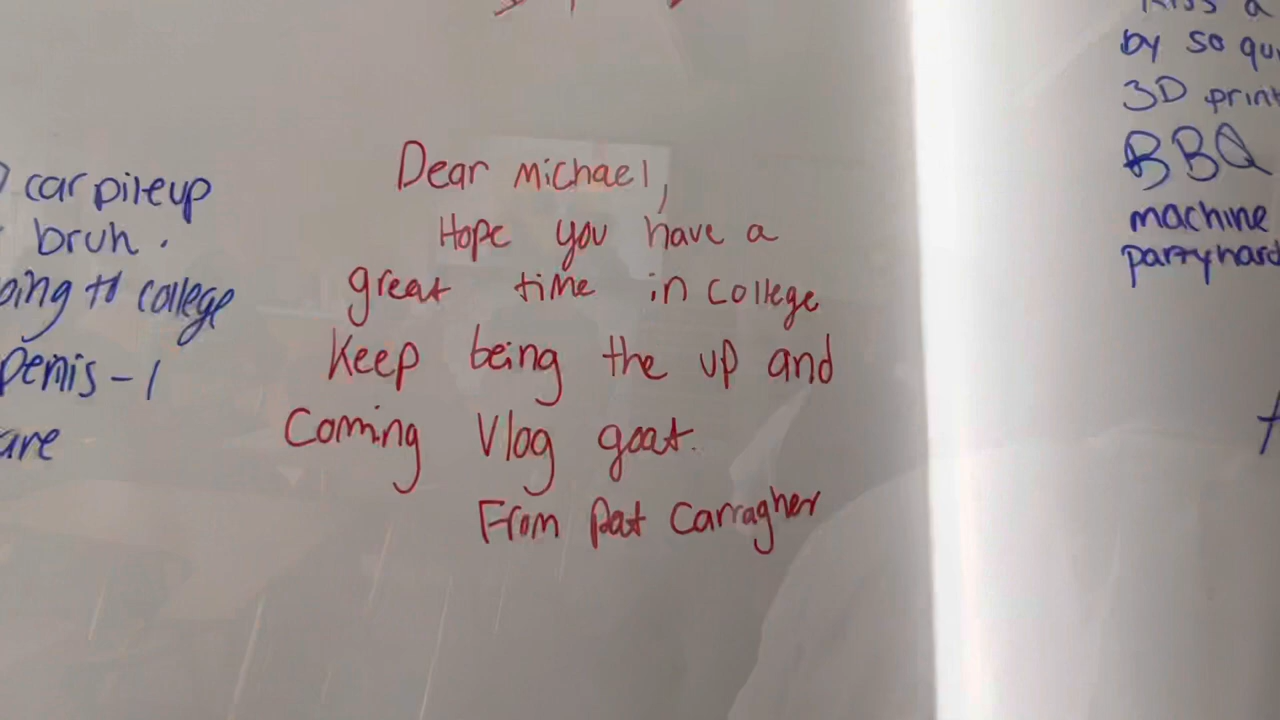 car pileup
bruh.
oing to college
Penis-1
are
Dear Michael,
Hope you have a
great time in college
Keep being the up and
Coming Vlog goat.
From Pat Carragher
kiss a
by so qu
3D print
BBQ
machine
partyhard